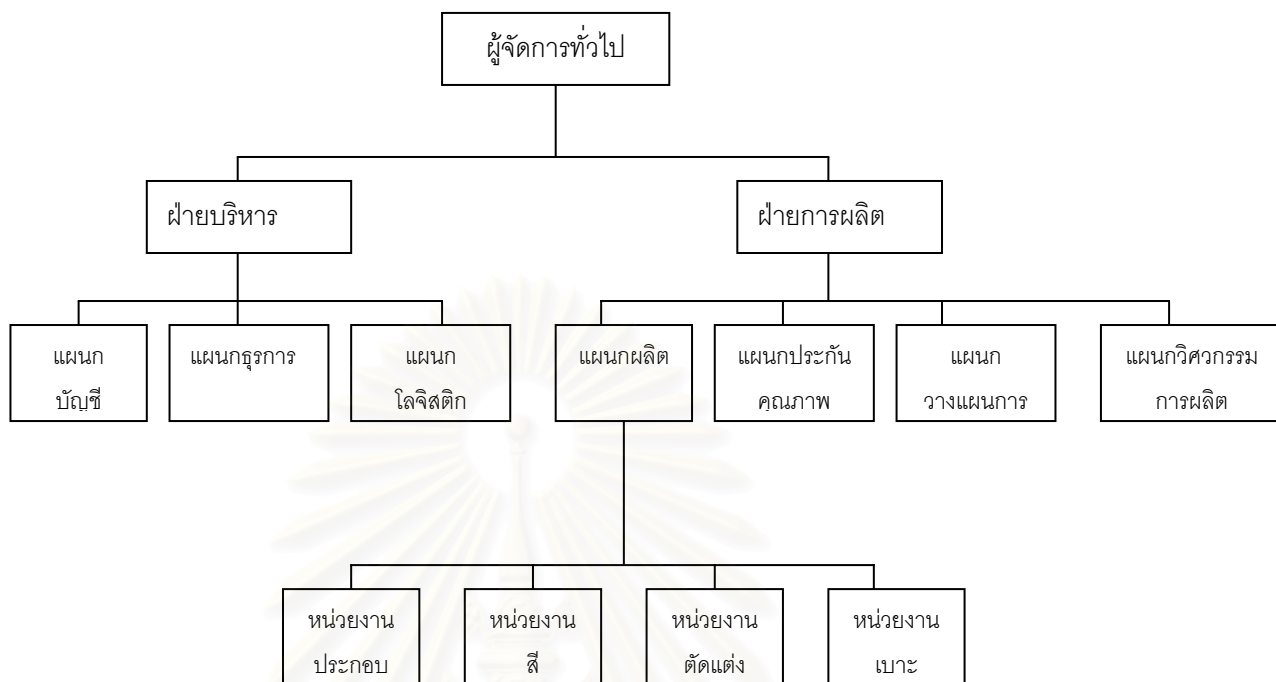 ผู้จัดการทั่วไป
ฝ่ายบริหาร
ฝ่ายการผลิต
แผนก
บัญชี
แผนกธุรการ
แผนก
โลจิสติก
แผนกผลิต
แผนกประกัน
คุณภาพ
แผนก
วางแผนการ
แผนกวิศวกรรม
การผลิต
หน่วยงาน
ประกอบ
หน่วยงาน
สี
หน่วยงาน
ตัดแต่ง
หน่วยงาน
เบาะ